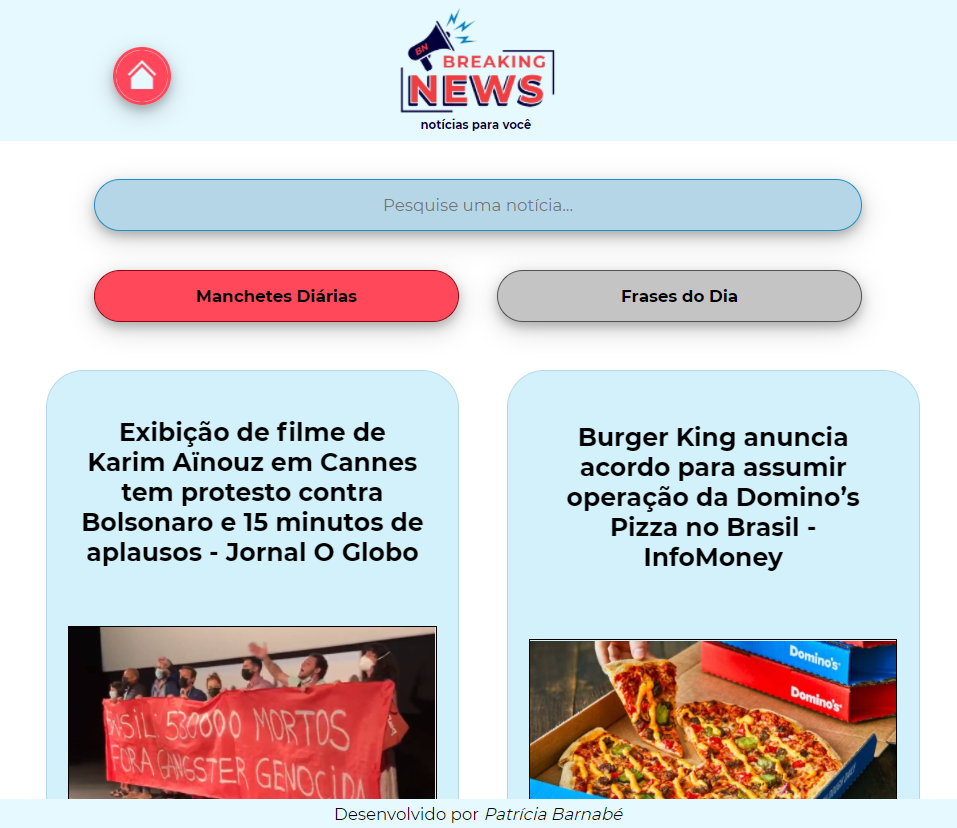 BN
BREAKING
NEWS
notícias para você
Pesquise uma notícia...
Manchetes Diárias
Frases do Dia
Exibição de filme de
Karim Aïnouz em Cannes
tem protesto contra
Bolsonaro e 15 minutos de
aplausos - Jornal O Globo
Burger King anuncia
acordo para assumir
operação da Domino’s
Pizza no Brasil -
InfoMoney
530000 MORTOS
FORA GANGSTER GENOCIDA
Domino's
Domino's
Desenvolvido por Patrícia Barnabé